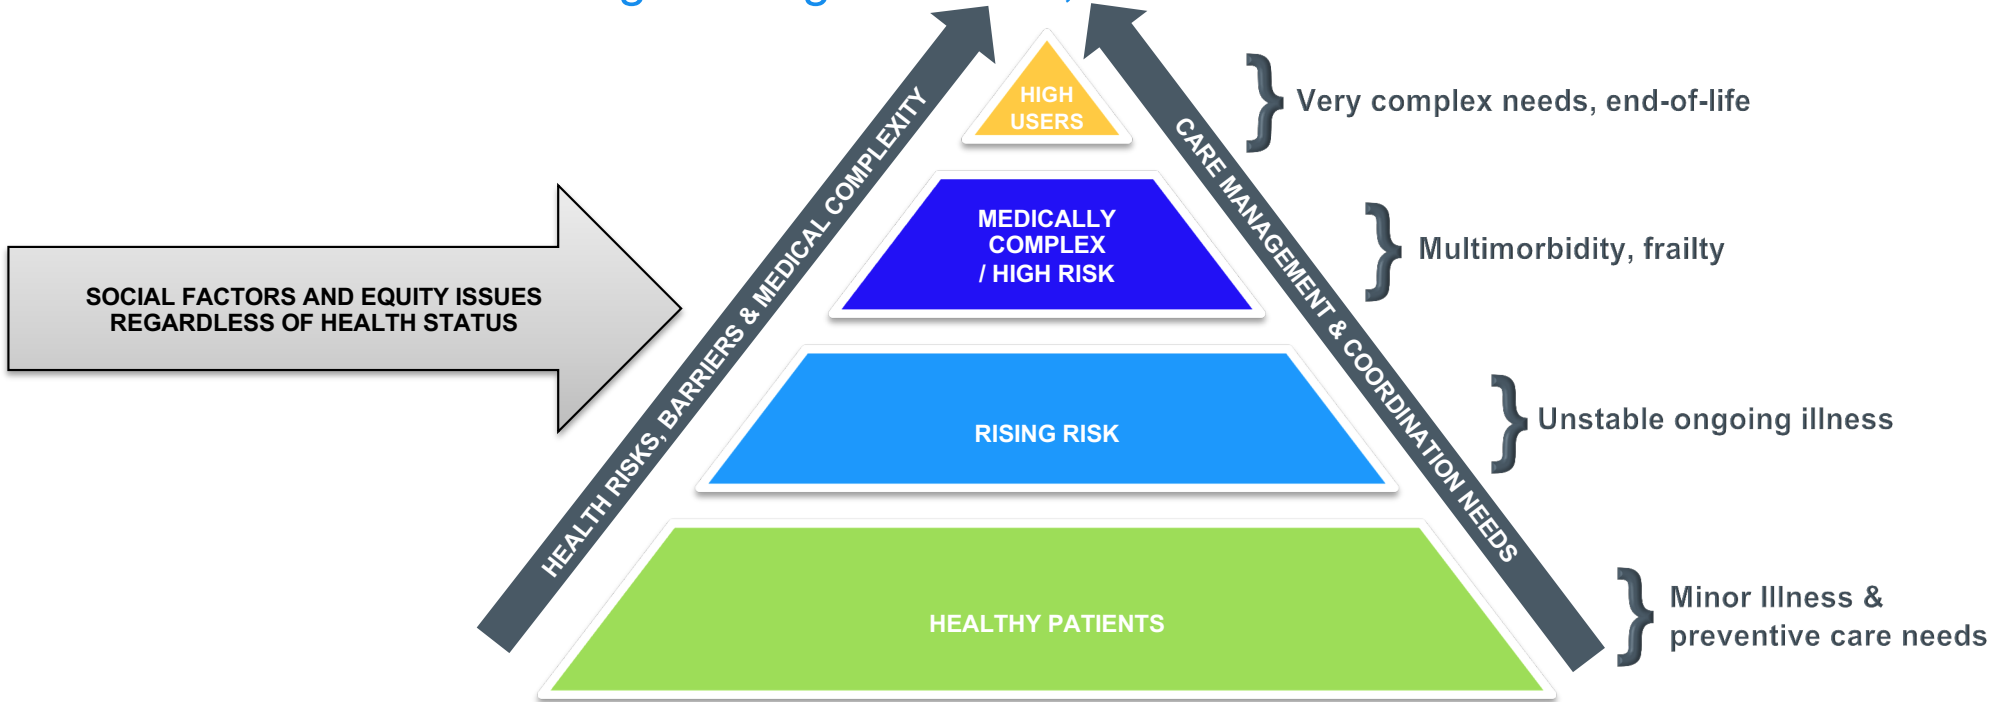 HIGH
USERS
Very complex needs, end-of-life
MEDICALLY
COMPLEX
/ HIGH RISK
Multimorbidity, frailty
SOCIAL FACTORS AND EQUITY ISSUES
REGARDLESS OF HEALTH STATUS
HEALTH RISKS, BARRIERS & MEDICAL COMPLEXITY
CARE MANAGEMENT & COORDINATION NEEDS
RISING RISK
Unstable ongoing illness
HEALTHY PATIENTS
Minor Illness &
preventive care needs